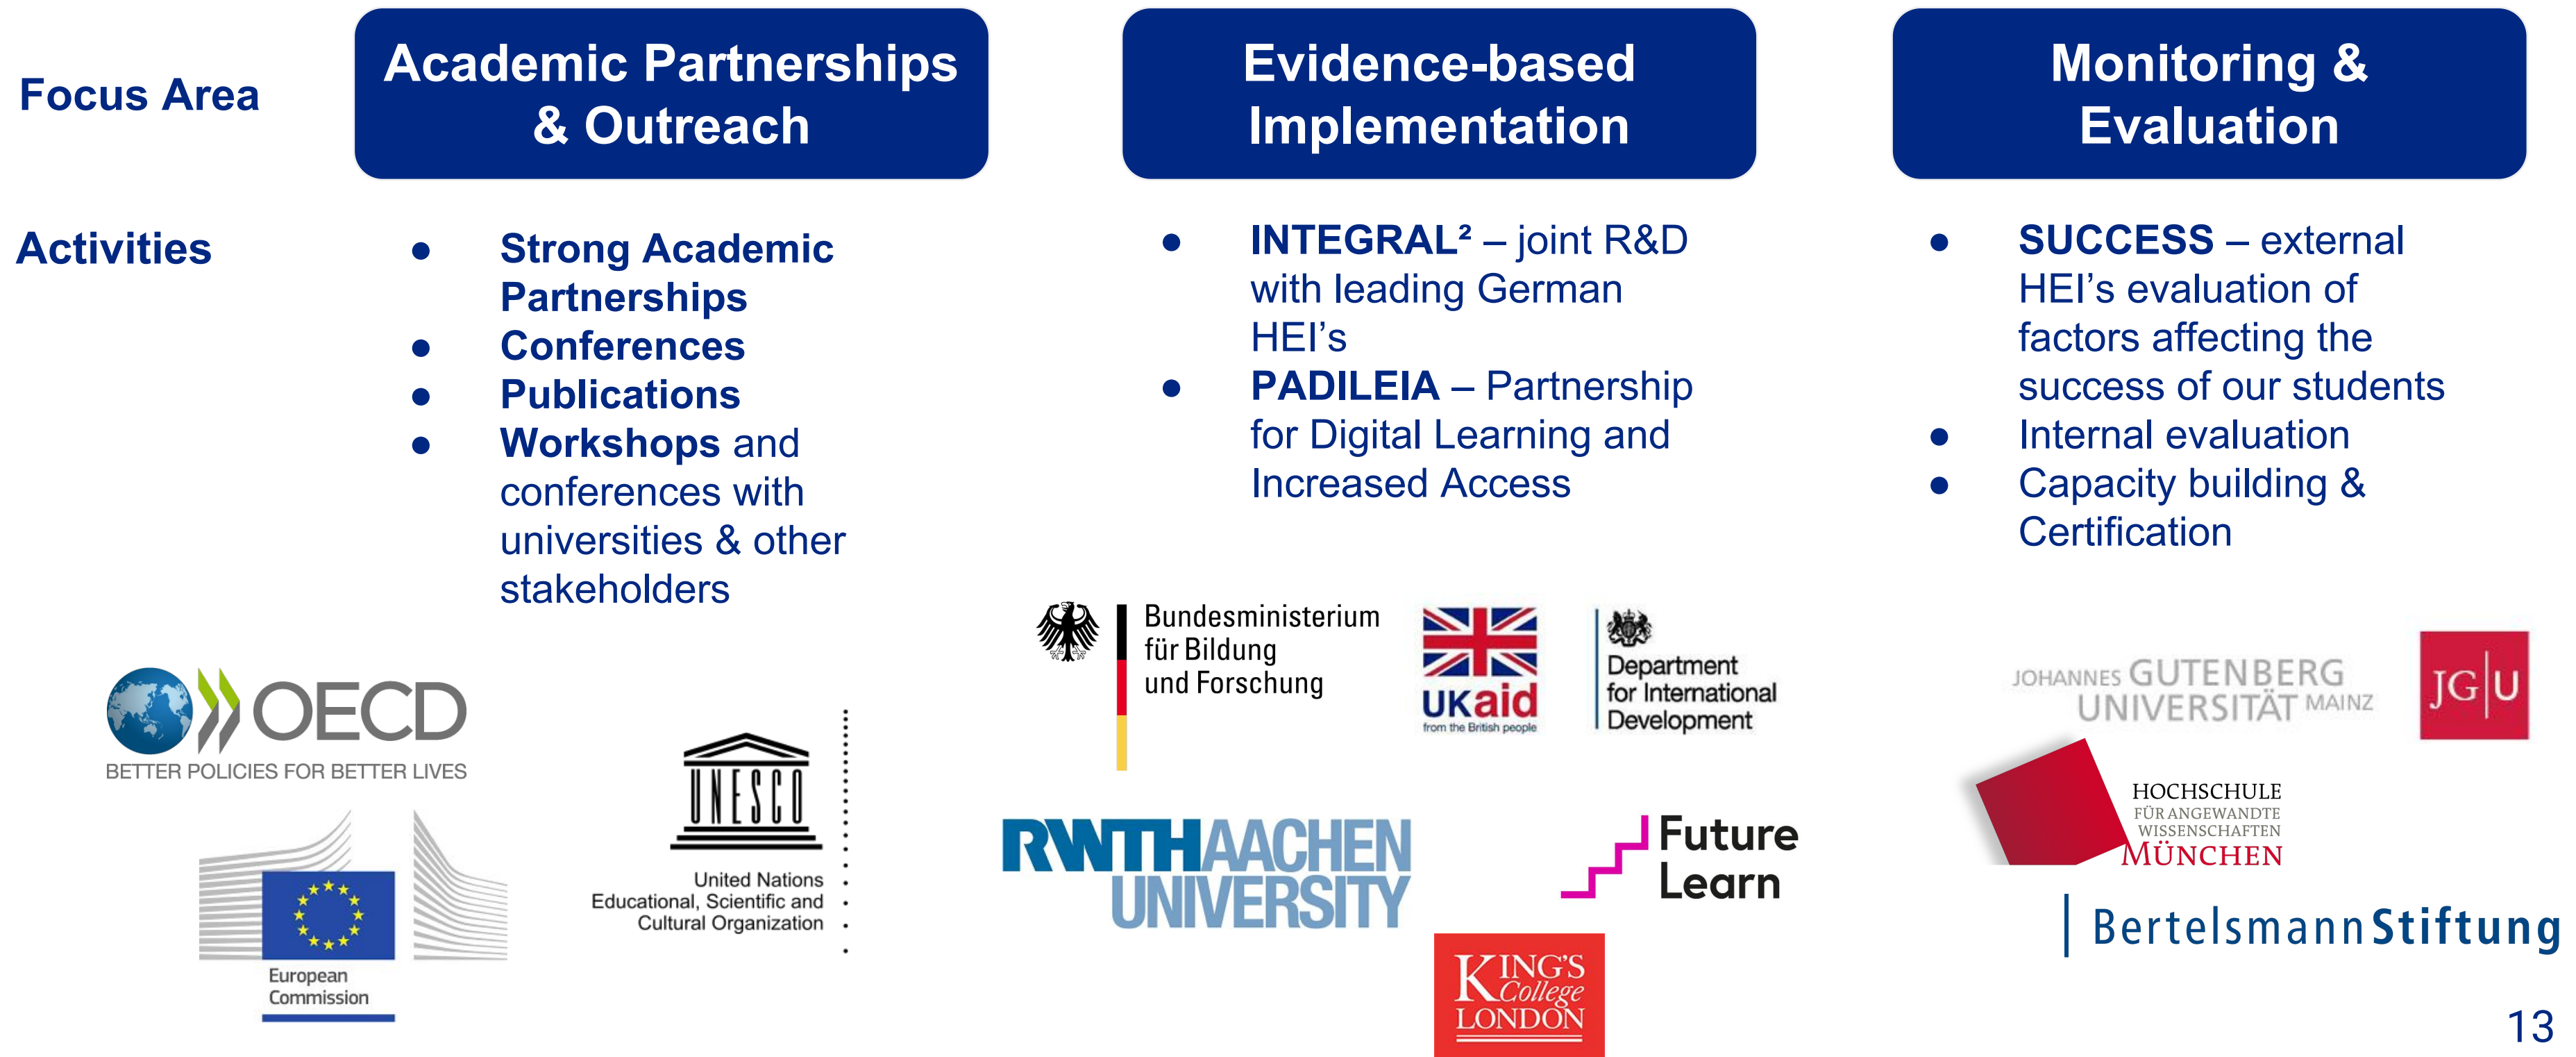 Focus Area
Academic Partnerships
& Outreach
Evidence-based
Implementation
Monitoring &
Evaluation
Activities
● Strong Academic
Partnerships
● Conferences
● Publications
● Workshops and
conferences with
universities & other
stakeholders
● INTEGRAL² – joint R&D
with leading German
HEI’s
● PADILEIA – Partnership
for Digital Learning and
Increased Access
● SUCCESS – external
HEI’s evaluation of
factors affecting the
success of our students
● Internal evaluation
● Capacity building &
Certification
OECD
BETTER POLICIES FOR BETTER LIVES
UNESCO
United Nations
Educational, Scientific and
Cultural Organization
European
Commission
Bundesministerium
für Bildung
und Forschung
UKaid
from the British people
Department
for International
Development
RWTH AACHEN
UNIVERSITY
Future
Learn
KING'S
College
LONDON
JOHANNES GUTENBERG
UNIVERSITÄT MAINZ
JG|U
HOCHSCHULE
FÜR ANGEWANDTE
WISSENSCHAFTEN
MÜNCHEN
BertelsmannStiftung
13